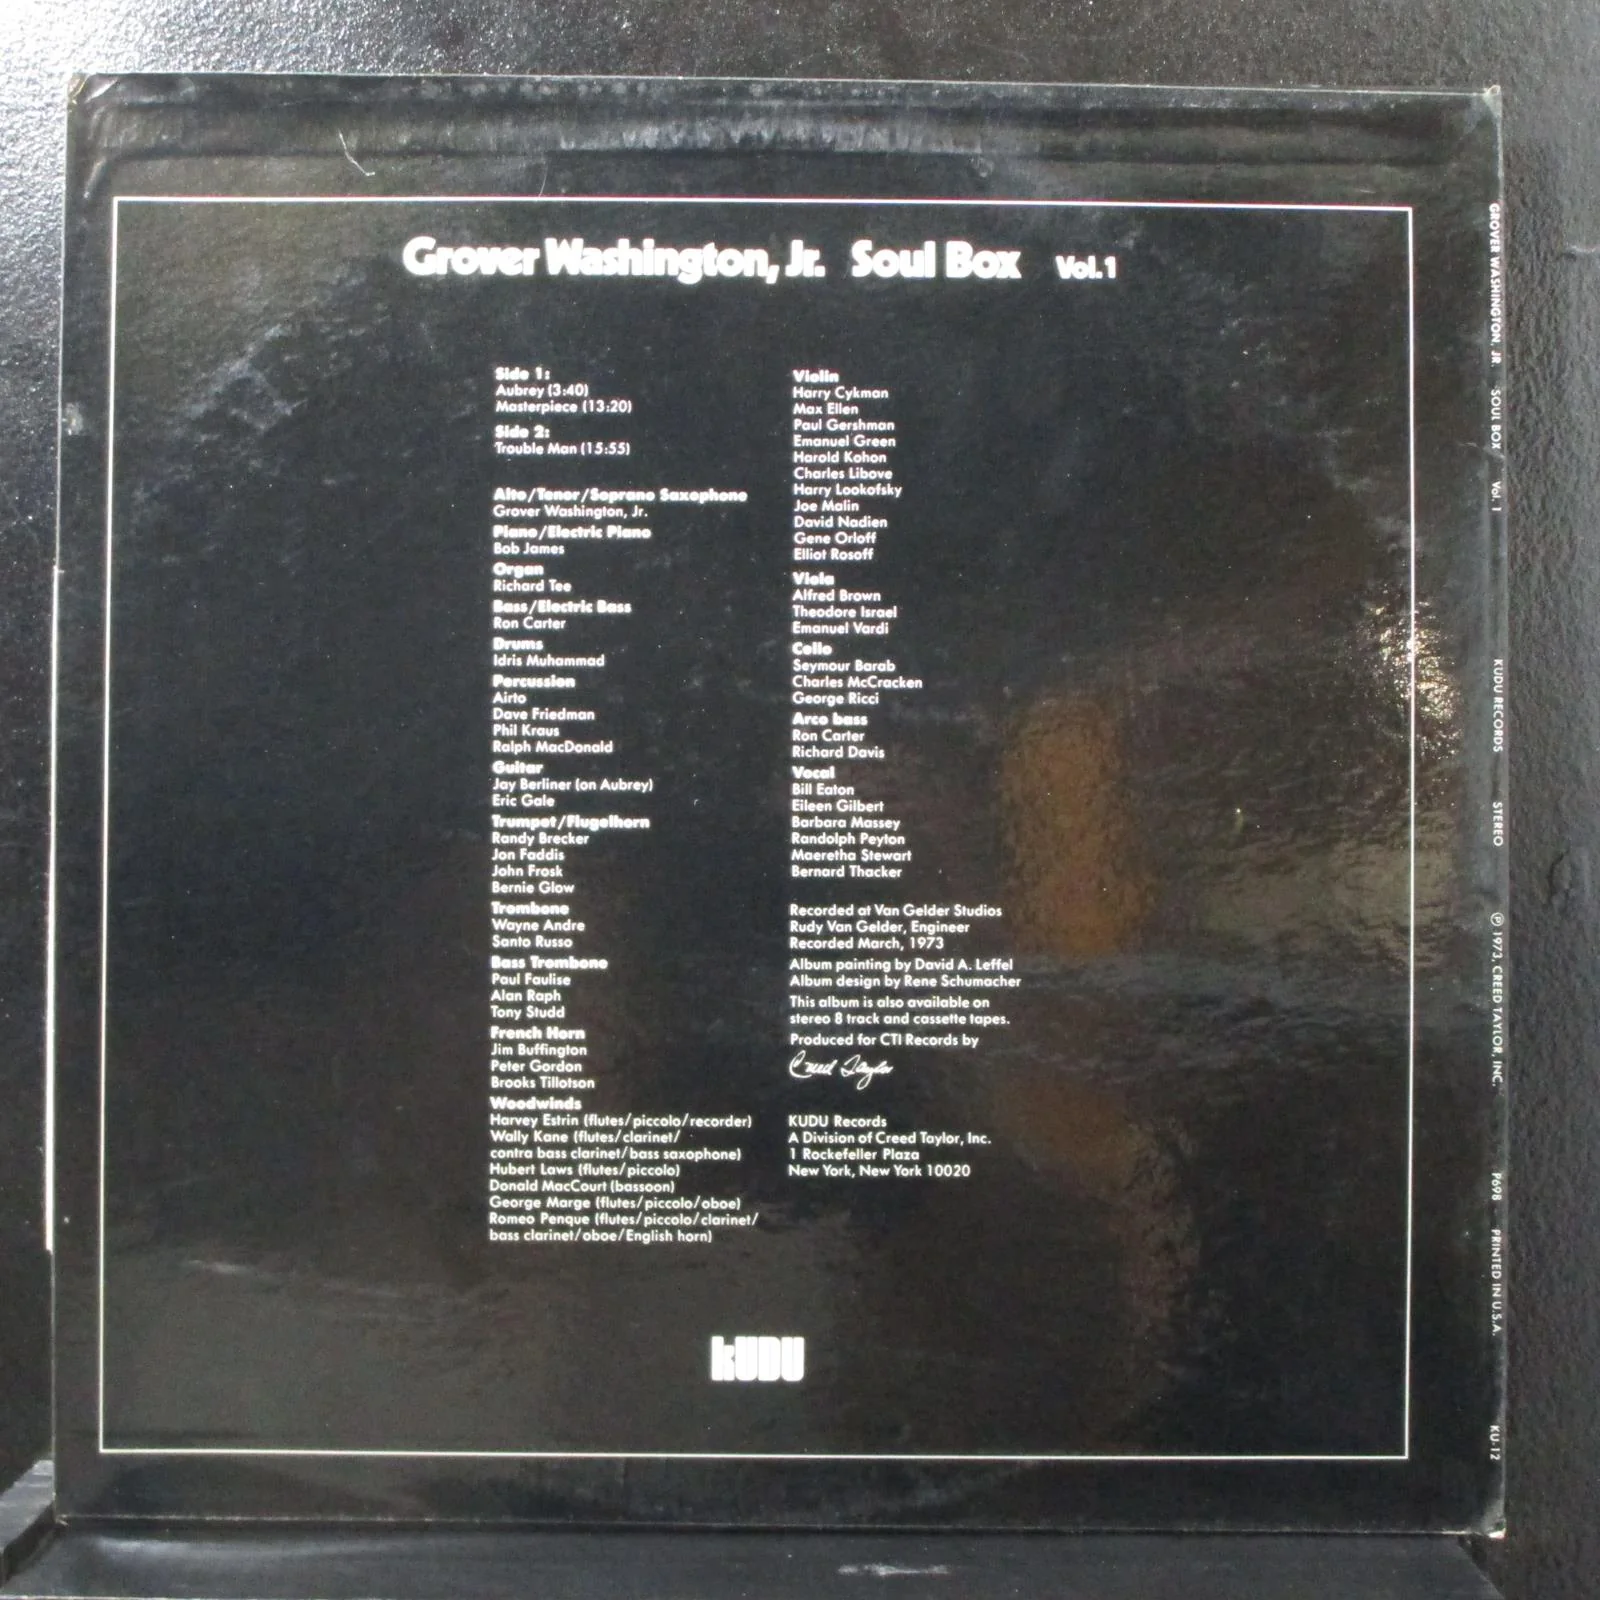 Grover Washington, Jr. Soul Box Vol.1
Side 1:
Aubrey (3:40)
Masterpiece (13:20)
Side 2:
Trouble Man (15:55)
Alto/Tenor/Soprano Saxophone
Grover Washington, Jr.
Piano/Electric Piano
Bob James
Organ
Richard Tee
Bass/Electric Bass
Ron Carter
Drums
Idris Muhammad
Percussion
Airto
Dave Friedman
Phil Kraus
Ralph MacDonald
Guitar
Jay Berliner (on Aubrey)
Eric Gale
Trumpet/Flugelhorn
Randy Brecker
Jon Faddis
John Frosk
Bernie Glow
Trombone
Wayne Andre
Santo Russo
Bass Trombone
Paul Faulise
Alan Raph
Tony Studd
French Horn
Jim Buffington
Peter Gordon
Brooks Tillotson
Woodwinds
Harvey Estrin (flutes/piccolo/recorder)
Wally Kane (flutes/clarinet/
contra bass clarinet/bass saxophone)
Hubert Laws (flutes/piccolo)
Donald MacCourt (bassoon)
George Marge (flutes/piccolo/oboe)
Romeo Penque (flutes/piccolo/clarinet/
bass clarinet/oboe/English horn)
Violin
Harry Cykman
Max Ellen
Paul Gershman
Emanuel Green
Harold Kohon
Charles Libove
Harry Lookofsky
Joe Malin
David Nadien
Gene Orloff
Elliot Rosoff
Viola
Alfred Brown
Theodore Israel
Emanuel Vardi
Cello
Seymour Barab
Charles McCracken
George Ricci
Arco bass
Ron Carter
Richard Davis
Vocal
Bill Eaton
Eileen Gilbert
Barbara Massey
Randolph Peyton
Maeretha Stewart
Bernard Thacker
Recorded at Van Gelder Studios
Rudy Van Gelder, Engineer
Recorded March, 1973
Album painting by David A. Leffel
Album design by Rene Schumacher
This album is also available on
stereo 8 track and cassette tapes.
Produced for CTI Records by
Creed Taylor
KUDU Records
A Division of Creed Taylor, Inc.
1 Rockefeller Plaza
New York, New York 10020
kUDU
GROVER WASHINGTON, JR. SOUL BOX Vol. 1 KUDU RECORDS STEREO ℗ 1973, CREED TAYLOR, INC. P698 PRINTED IN U.S.A. KU-12